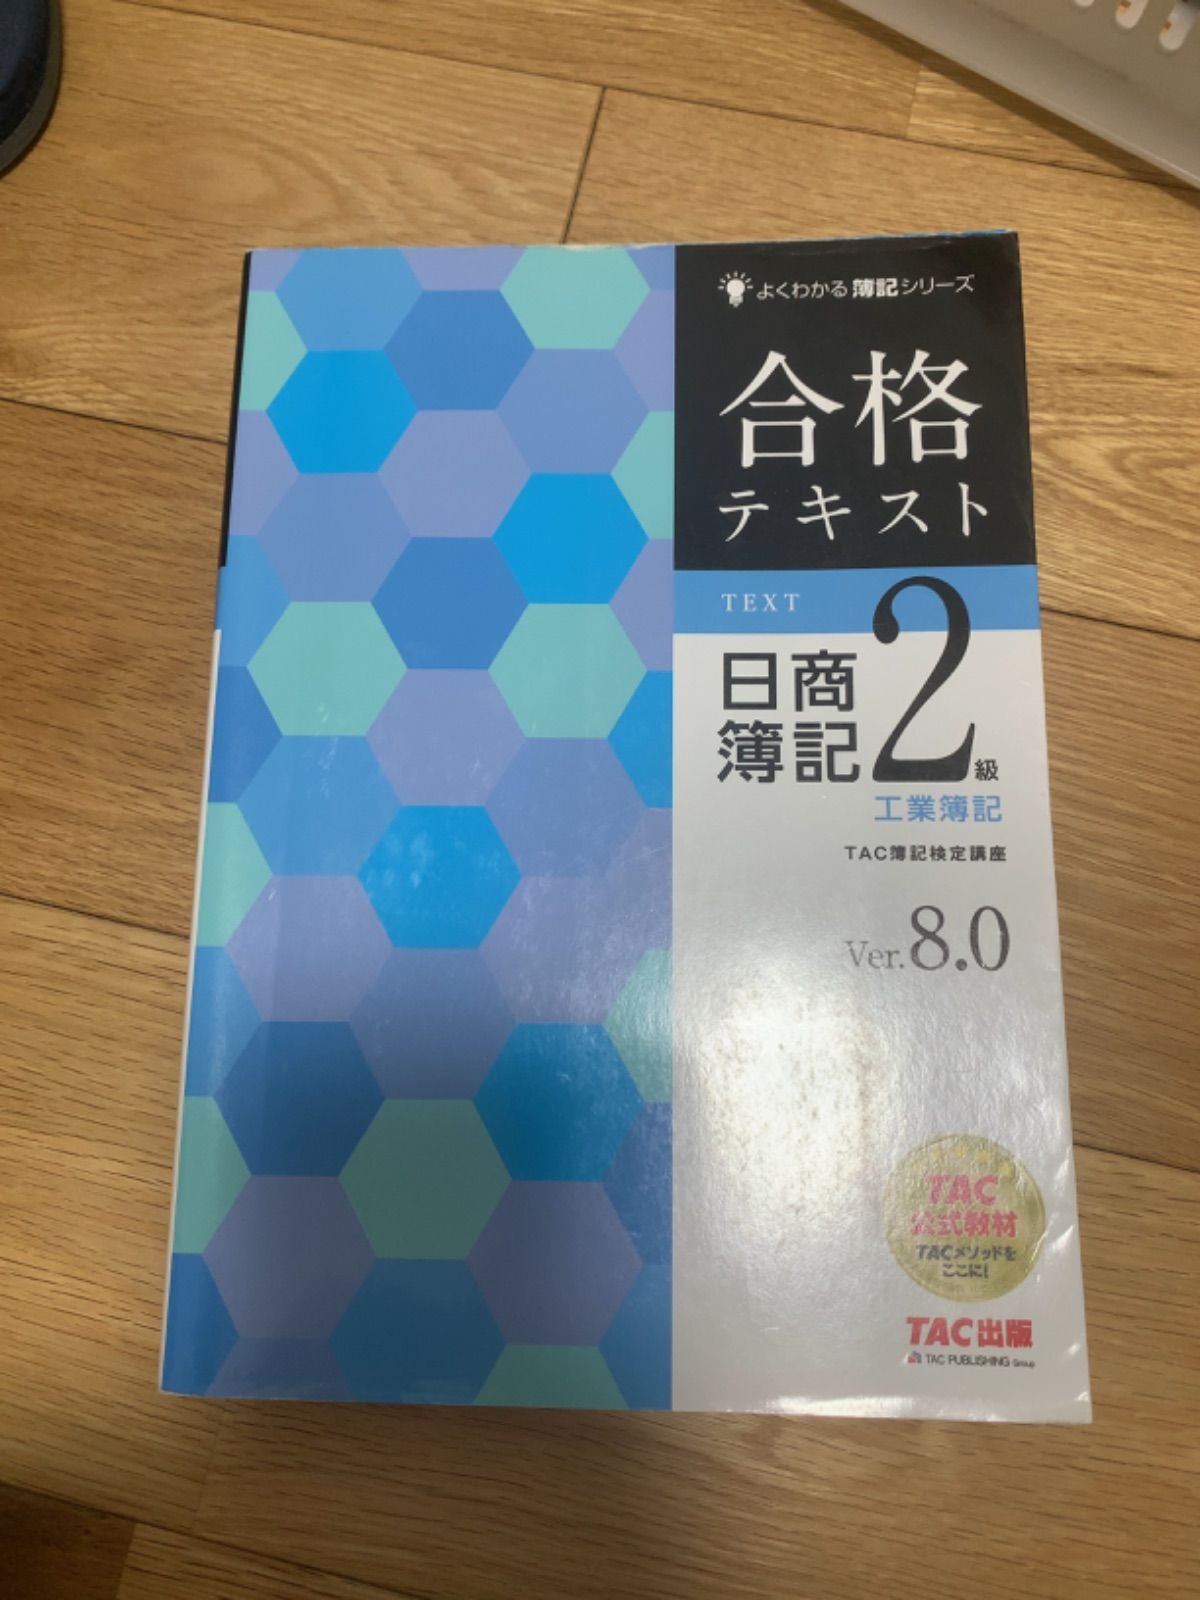 よくわかる簿記シリーズ
合格
テキスト
TEXT
日商
簿記
2級
工業簿記
TAC簿記検定講座
Ver.8.0
TAC
公式教材
TACメソッドを
ここに!
TAC出版
TAC PUBLISHING Group